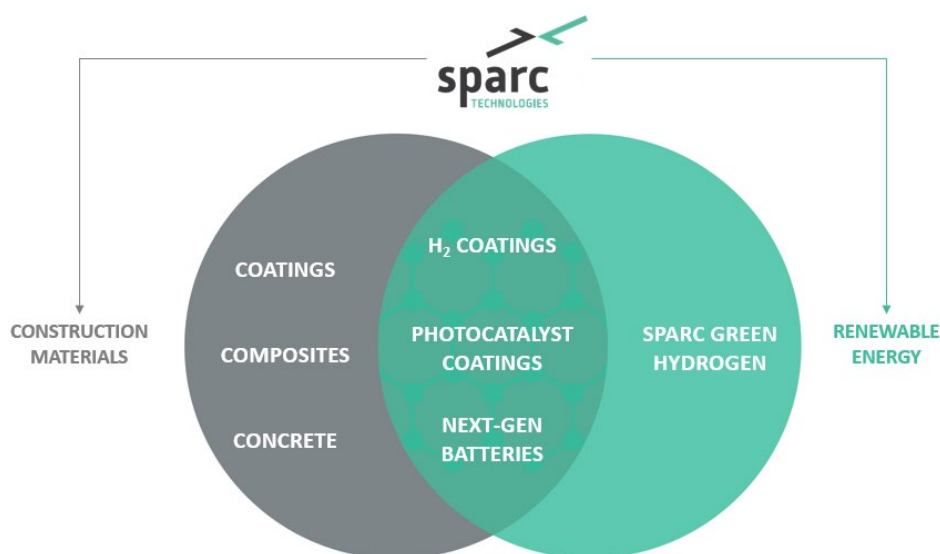 sparc
TECHNOLOGIES
CONSTRUCTION
MATERIALS
COATINGS
COMPOSITES
CONCRETE
H₂ COATINGS
PHOTOCATALYST
COATINGS
NEXT-GEN
BATTERIES
SPARC GREEN
HYDROGEN
RENEWABLE
ENERGY